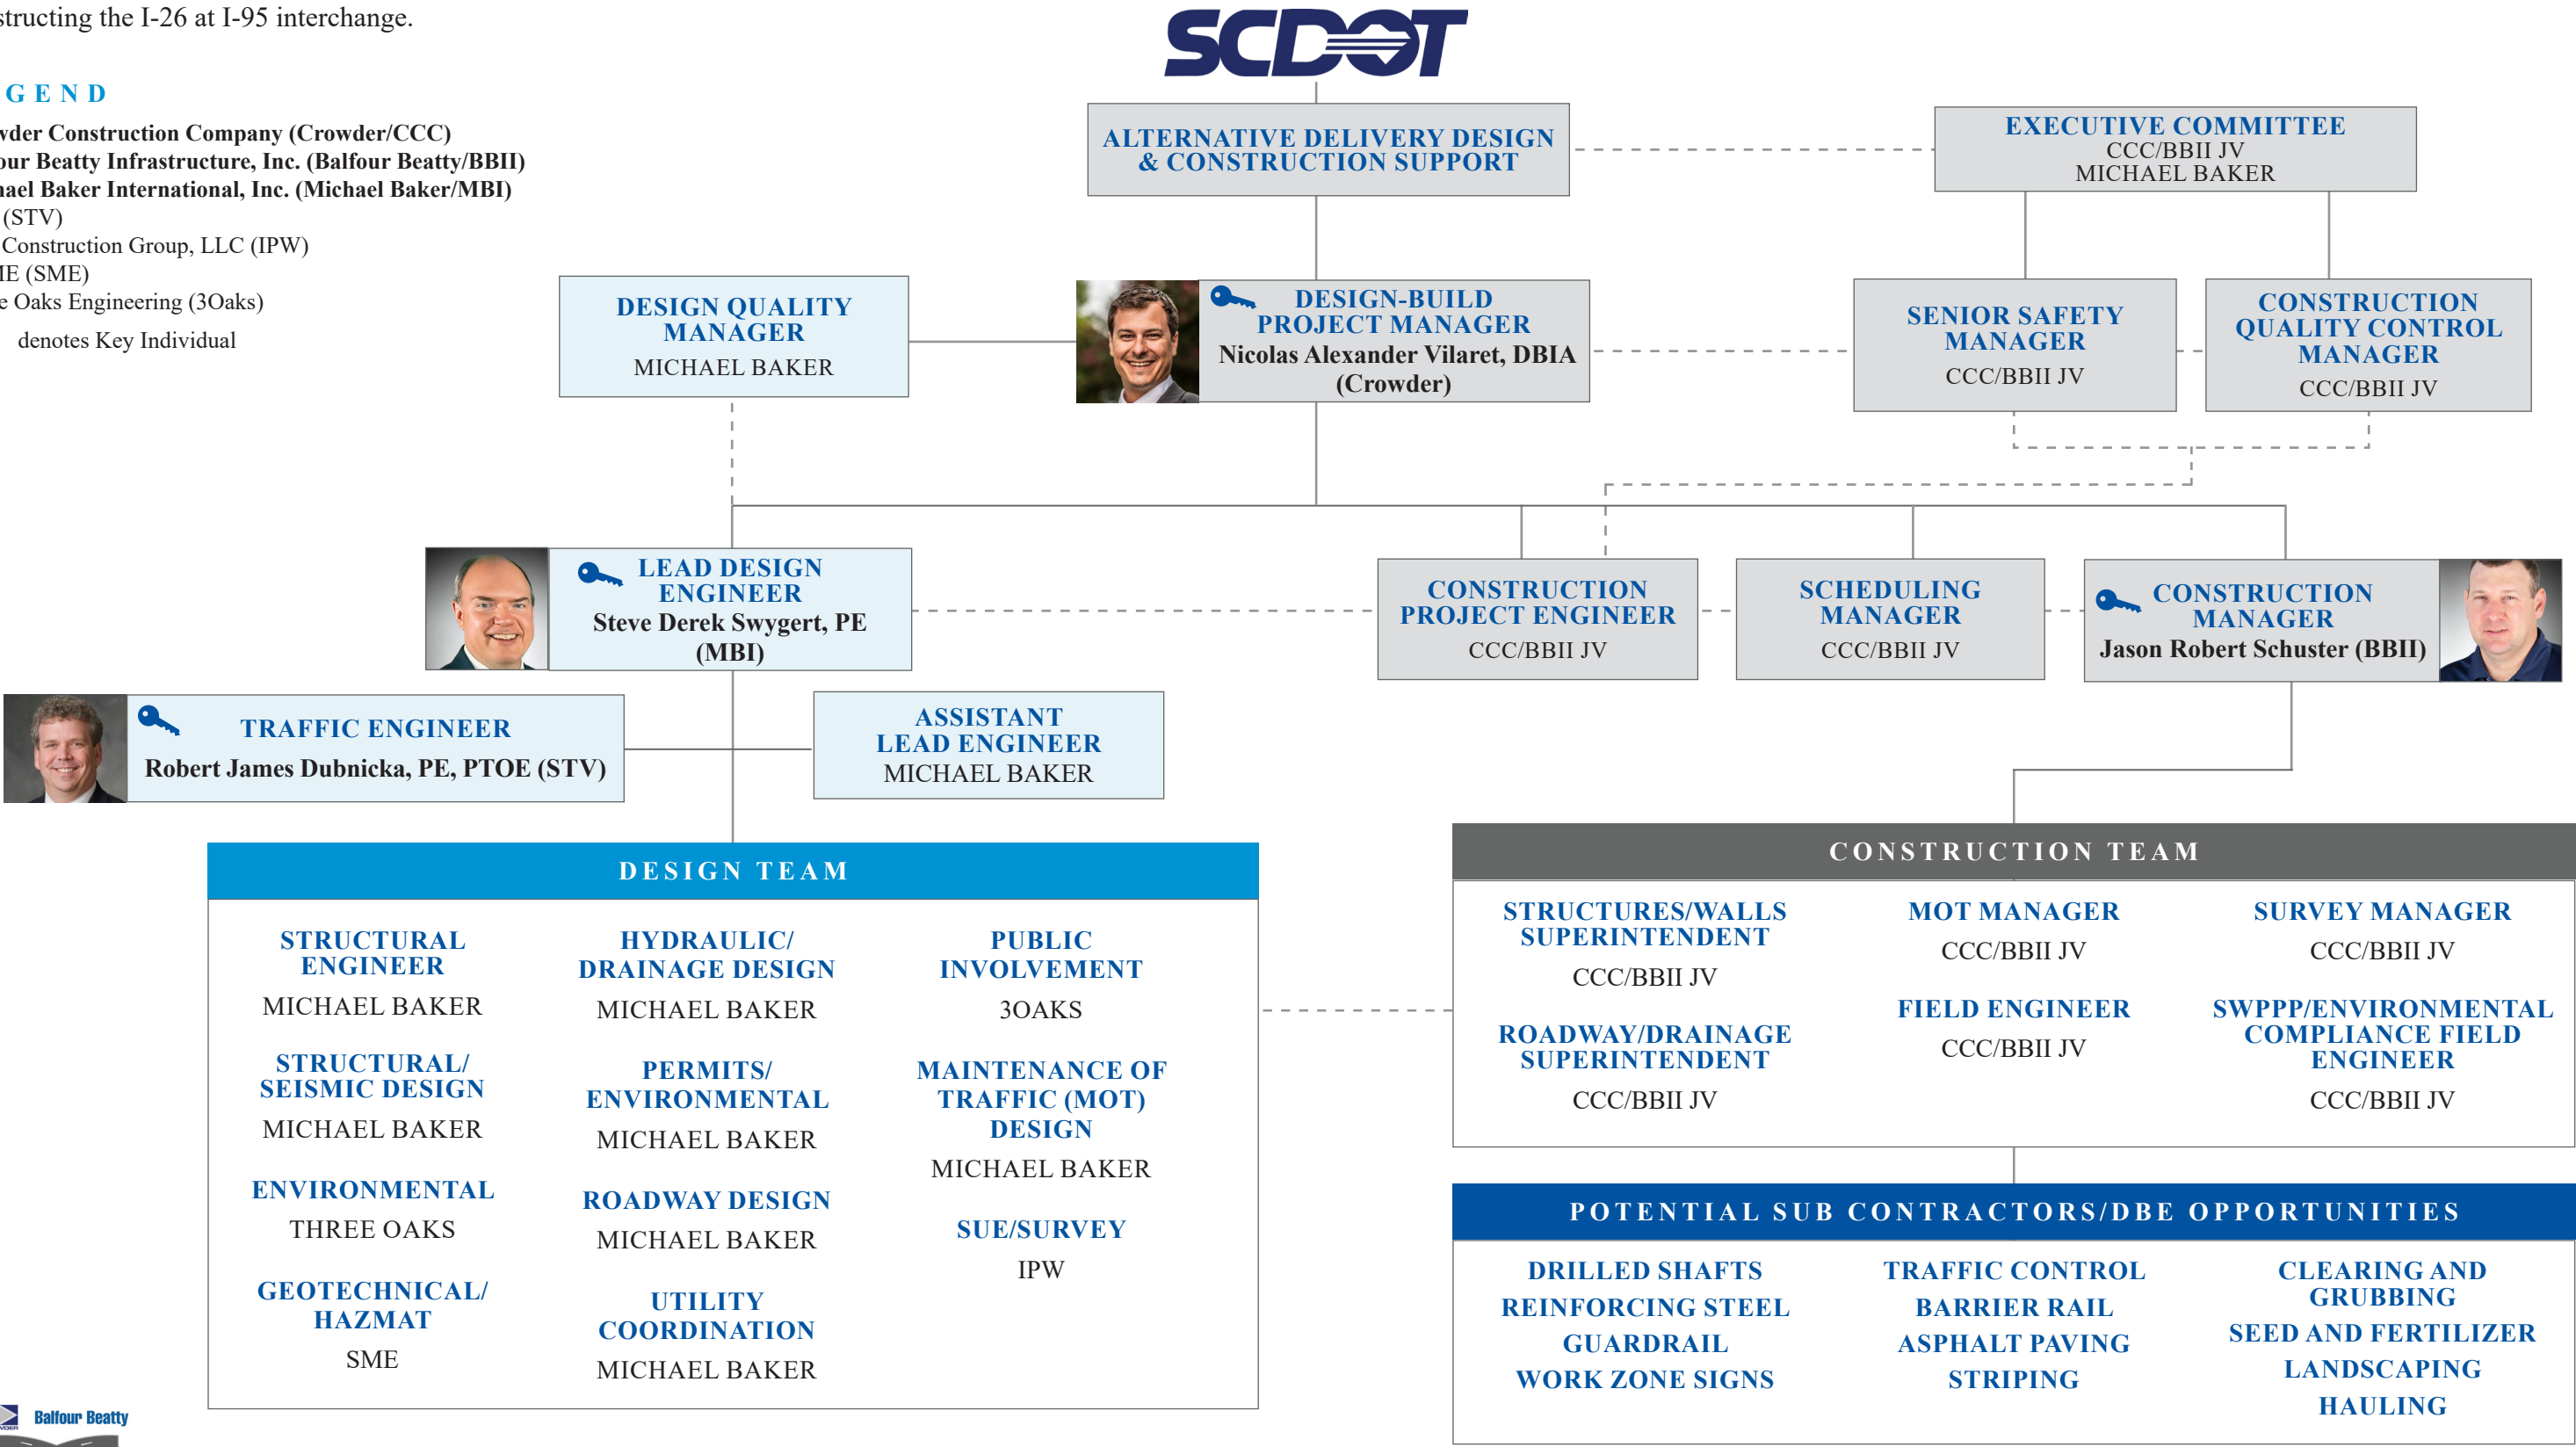 structing the I-26 at I-95 interchange.
SCDOT
GEND
wder Construction Company (Crowder/CCC)
our Beatty Infrastructure, Inc. (Balfour Beatty/BBII)
hael Baker International, Inc. (Michael Baker/MBI)
(STV)
Construction Group, LLC (IPW)
ME (SME)
e Oaks Engineering (3Oaks)
denotes Key Individual
ALTERNATIVE DELIVERY DESIGN
& CONSTRUCTION SUPPORT
EXECUTIVE COMMITTEE
CCC/BBII JV
MICHAEL BAKER
DESIGN QUALITY
MANAGER
MICHAEL BAKER
DESIGN-BUILD
PROJECT MANAGER
Nicolas Alexander Vilaret, DBIA
(Crowder)
SENIOR SAFETY
MANAGER
CCC/BBII JV
CONSTRUCTION
QUALITY CONTROL
MANAGER
CCC/BBII JV
LEAD DESIGN
ENGINEER
Steve Derek Swygert, PE
(MBI)
CONSTRUCTION
PROJECT ENGINEER
CCC/BBII JV
SCHEDULING
MANAGER
CCC/BBII JV
CONSTRUCTION
MANAGER
Jason Robert Schuster (BBII)
TRAFFIC ENGINEER
Robert James Dubnicka, PE, PTOE (STV)
ASSISTANT
LEAD ENGINEER
MICHAEL BAKER
DESIGN TEAM
STRUCTURAL
ENGINEER
MICHAEL BAKER
STRUCTURAL/
SEISMIC DESIGN
MICHAEL BAKER
ENVIRONMENTAL
THREE OAKS
GEOTECHNICAL/
HAZMAT
SME
HYDRAULIC/
DRAINAGE DESIGN
MICHAEL BAKER
PERMITS/
ENVIRONMENTAL
MICHAEL BAKER
ROADWAY DESIGN
MICHAEL BAKER
UTILITY
COORDINATION
MICHAEL BAKER
PUBLIC
INVOLVEMENT
3OAKS
MAINTENANCE OF
TRAFFIC (MOT)
DESIGN
MICHAEL BAKER
SUE/SURVEY
IPW
CONSTRUCTION TEAM
STRUCTURES/WALLS
SUPERINTENDENT
CCC/BBII JV
ROADWAY/DRAINAGE
SUPERINTENDENT
CCC/BBII JV
MOT MANAGER
CCC/BBII JV
FIELD ENGINEER
CCC/BBII JV
SURVEY MANAGER
CCC/BBII JV
SWPPP/ENVIRONMENTAL
COMPLIANCE FIELD
ENGINEER
CCC/BBII JV
POTENTIAL SUB CONTRACTORS/DBE OPPORTUNITIES
DRILLED SHAFTS
REINFORCING STEEL
GUARDRAIL
WORK ZONE SIGNS
TRAFFIC CONTROL
BARRIER RAIL
ASPHALT PAVING
STRIPING
CLEARING AND
GRUBBING
SEED AND FERTILIZER
LANDSCAPING
HAULING
Balfour Beatty